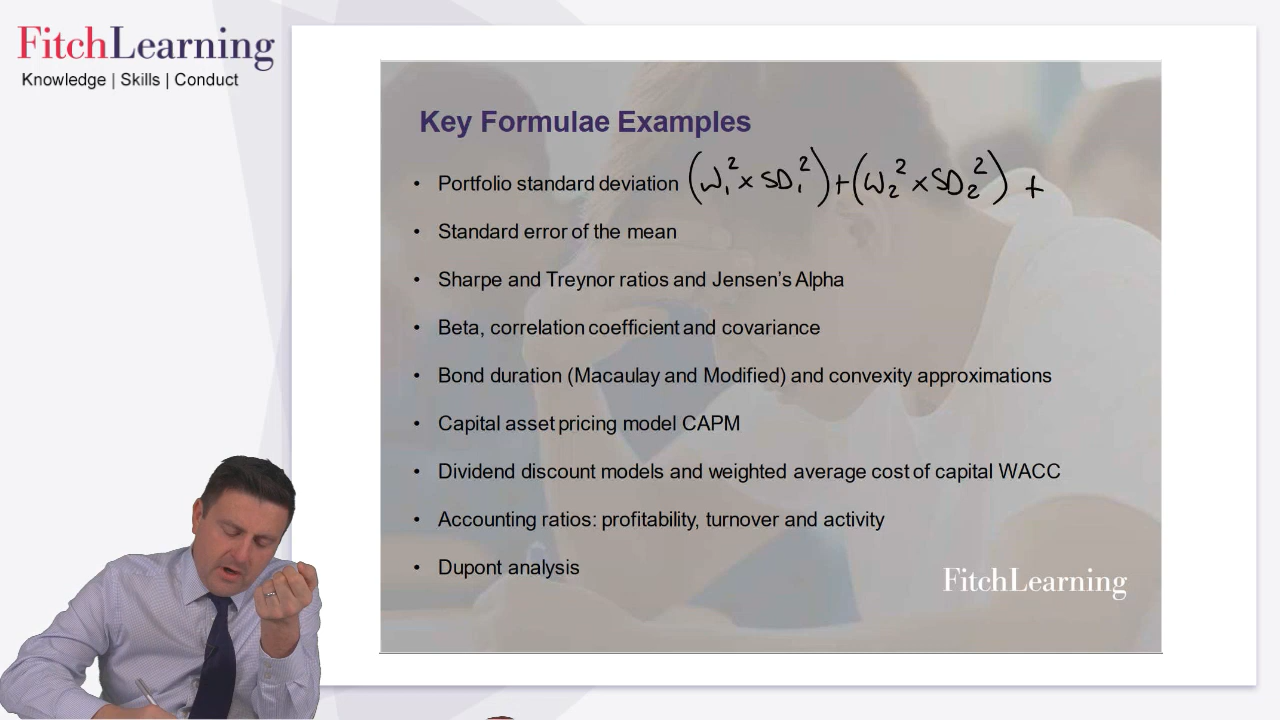 FitchLearning
Knowledge | Skills | Conduct
Key Formulae Examples
• Portfolio standard deviation (W₁² x SD₁²) + (W₂² x SD₂²) +
• Standard error of the mean
• Sharpe and Treynor ratios and Jensen's Alpha
• Beta, correlation coefficient and covariance
• Bond duration (Macaulay and Modified) and convexity approximations
• Capital asset pricing model CAPM
• Dividend discount models and weighted average cost of capital WACC
• Accounting ratios: profitability, turnover and activity
• Dupont analysis
FitchLearning